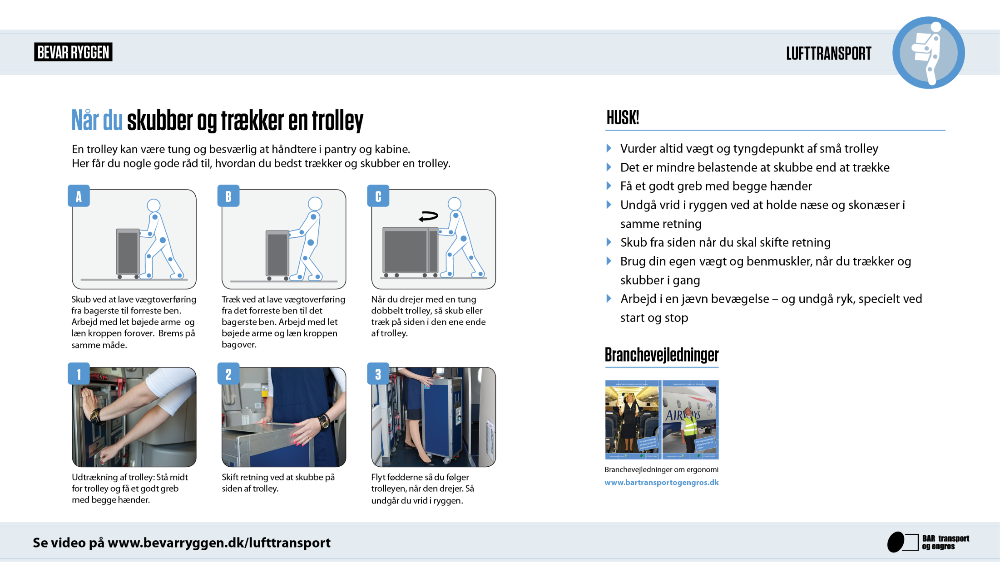 BEVAR RYGGEN
LUFTTRANSPORT
Når du skubber og trækker en trolley
En trolley kan være tung og besværlig at håndtere i pantry og kabine.
Her får du nogle gode råd til, hvordan du bedst trækker og skubber en trolley.
A
Skub ved at lave vægtoverføring
fra bagerste til forreste ben.
Arbejd med let bøjede arme og
læn kroppen forover. Brems på
samme måde.
B
Træk ved at lave vægtoverføring
fra det forreste ben til det
bagerste ben. Arbejd med let
bøjede arme og læn kroppen
bagover.
C
Når du drejer med en tung
dobbelt trolley, så skub eller
træk på siden i den ene ende
af trolley.
1
Udtrækning af trolley: Stå midt
for trolley og få et godt greb
med begge hænder.
2
Skift retning ved at skubbe på
siden af trolley.
3
Flyt fødderne så du følger
trolleyen, når den drejer. Så
undgår du vrid i ryggen.
HUSK!
Vurder altid vægt og tyngdepunkt af små trolley
Det er mindre belastende at skubbe end at trække
Få et godt greb med begge hænder
Undgå vrid i ryggen ved at holde næse og skonæser i
samme retning
Skub fra siden når du skal skifte retning
Brug din egen vægt og benmuskler, når du trækker og
skubber i gang
Arbejd i en jævn bevægelse – og undgå ryk, specielt ved
start og stop
Branchevejledninger
BRANCHEVEJLEDNING OM ERGONOMI
BRANCHEVEJLEDNING OM ERGONOMI
Branchevejledninger om ergonomi
www.bartransportogengros.dk
Se video på www.bevarryggen.dk/lufttransport
BAR transport
og engros